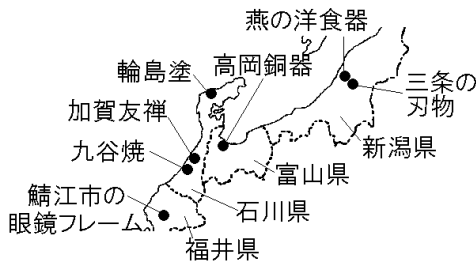 燕の洋食器
輪島塗
高岡銅器
三条の
刃物
加賀友禅
九谷焼
新潟県
富山県
鯖江市の
眼鏡フレーム
石川県
福井県